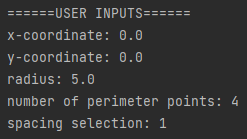 ======USER INPUTS======
x-coordinate: 0.0
y-coordinate: 0.0
radius: 5.0
number of perimeter points: 4
spacing selection: 1